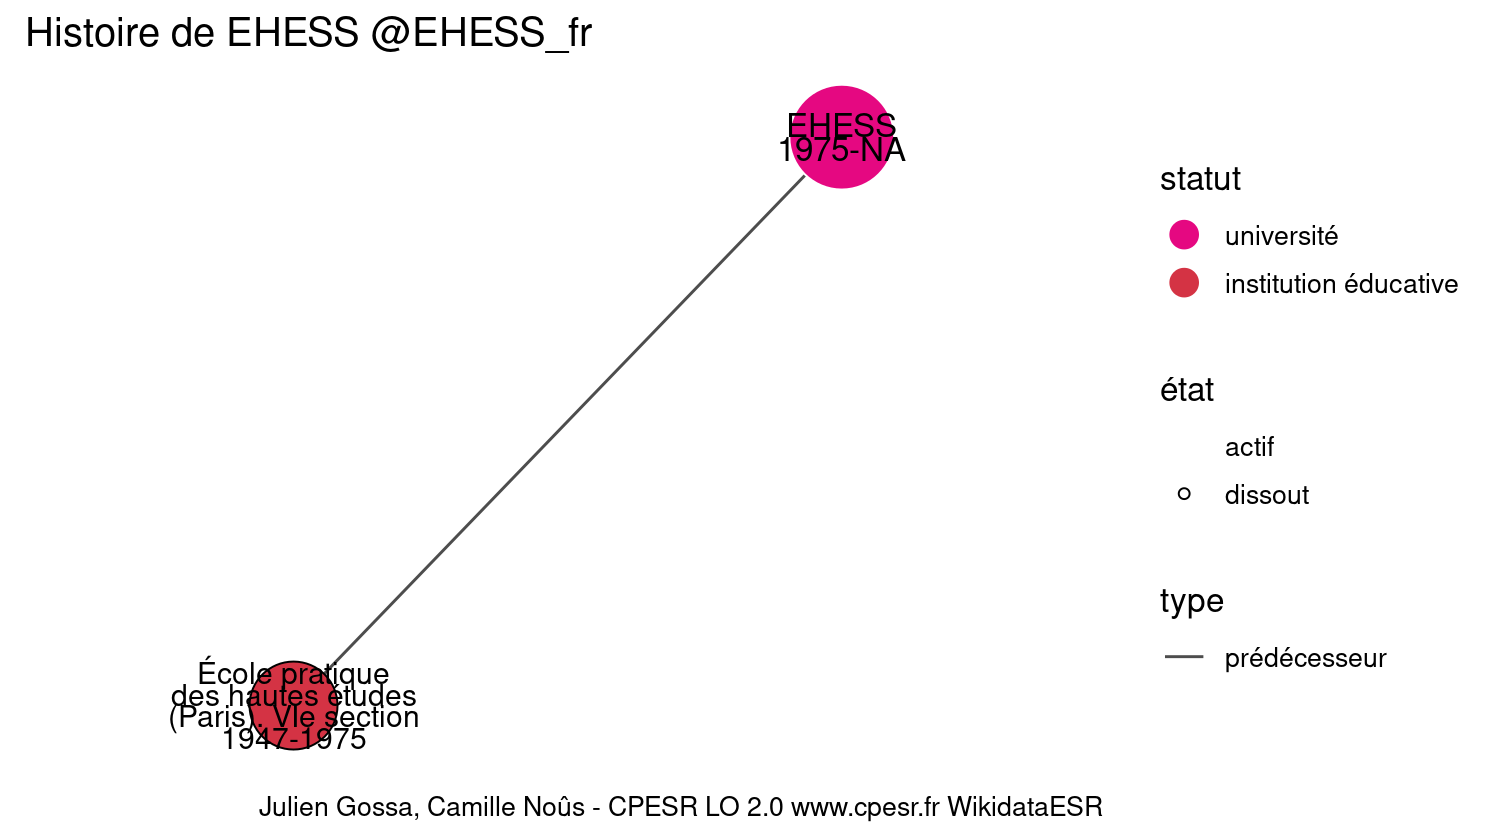 Histoire de EHESS @EHESS_fr
EHESS
1975-NA
statut
université
institution éducative
état
actif
dissout
type
prédécesseur
École pratique
des hautes études
(Paris). VIe section
1947-1975
Julien Gossa, Camille Noûs - CPESR LO 2.0 www.cpesr.fr WikidataESR